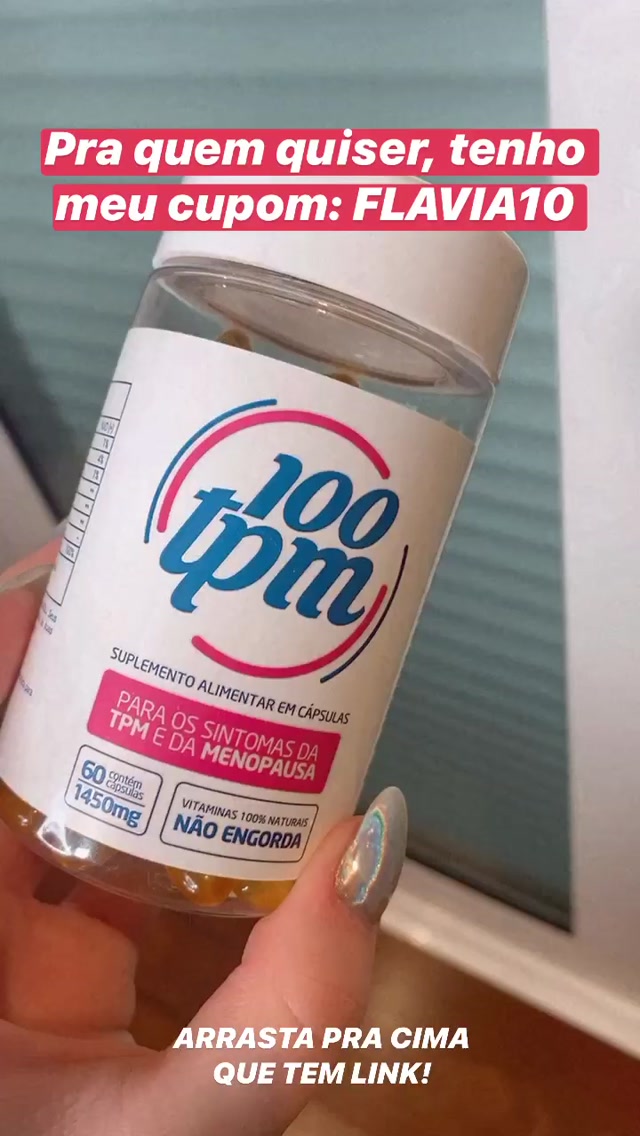 Pra quem quiser, tenho
meu cupom: FLAVIA10
100
tpm
SUPLEMENTO ALIMENTAR EM CÁPSULAS
PARA OS SINTOMAS DA
TPM E DA MENOPAUSA
60 contém cápsulas
1450mg
VITAMINAS 100% NATURAIS
NÃO ENGORDA
ARRASTA PRA CIMA
QUE TEM LINK!